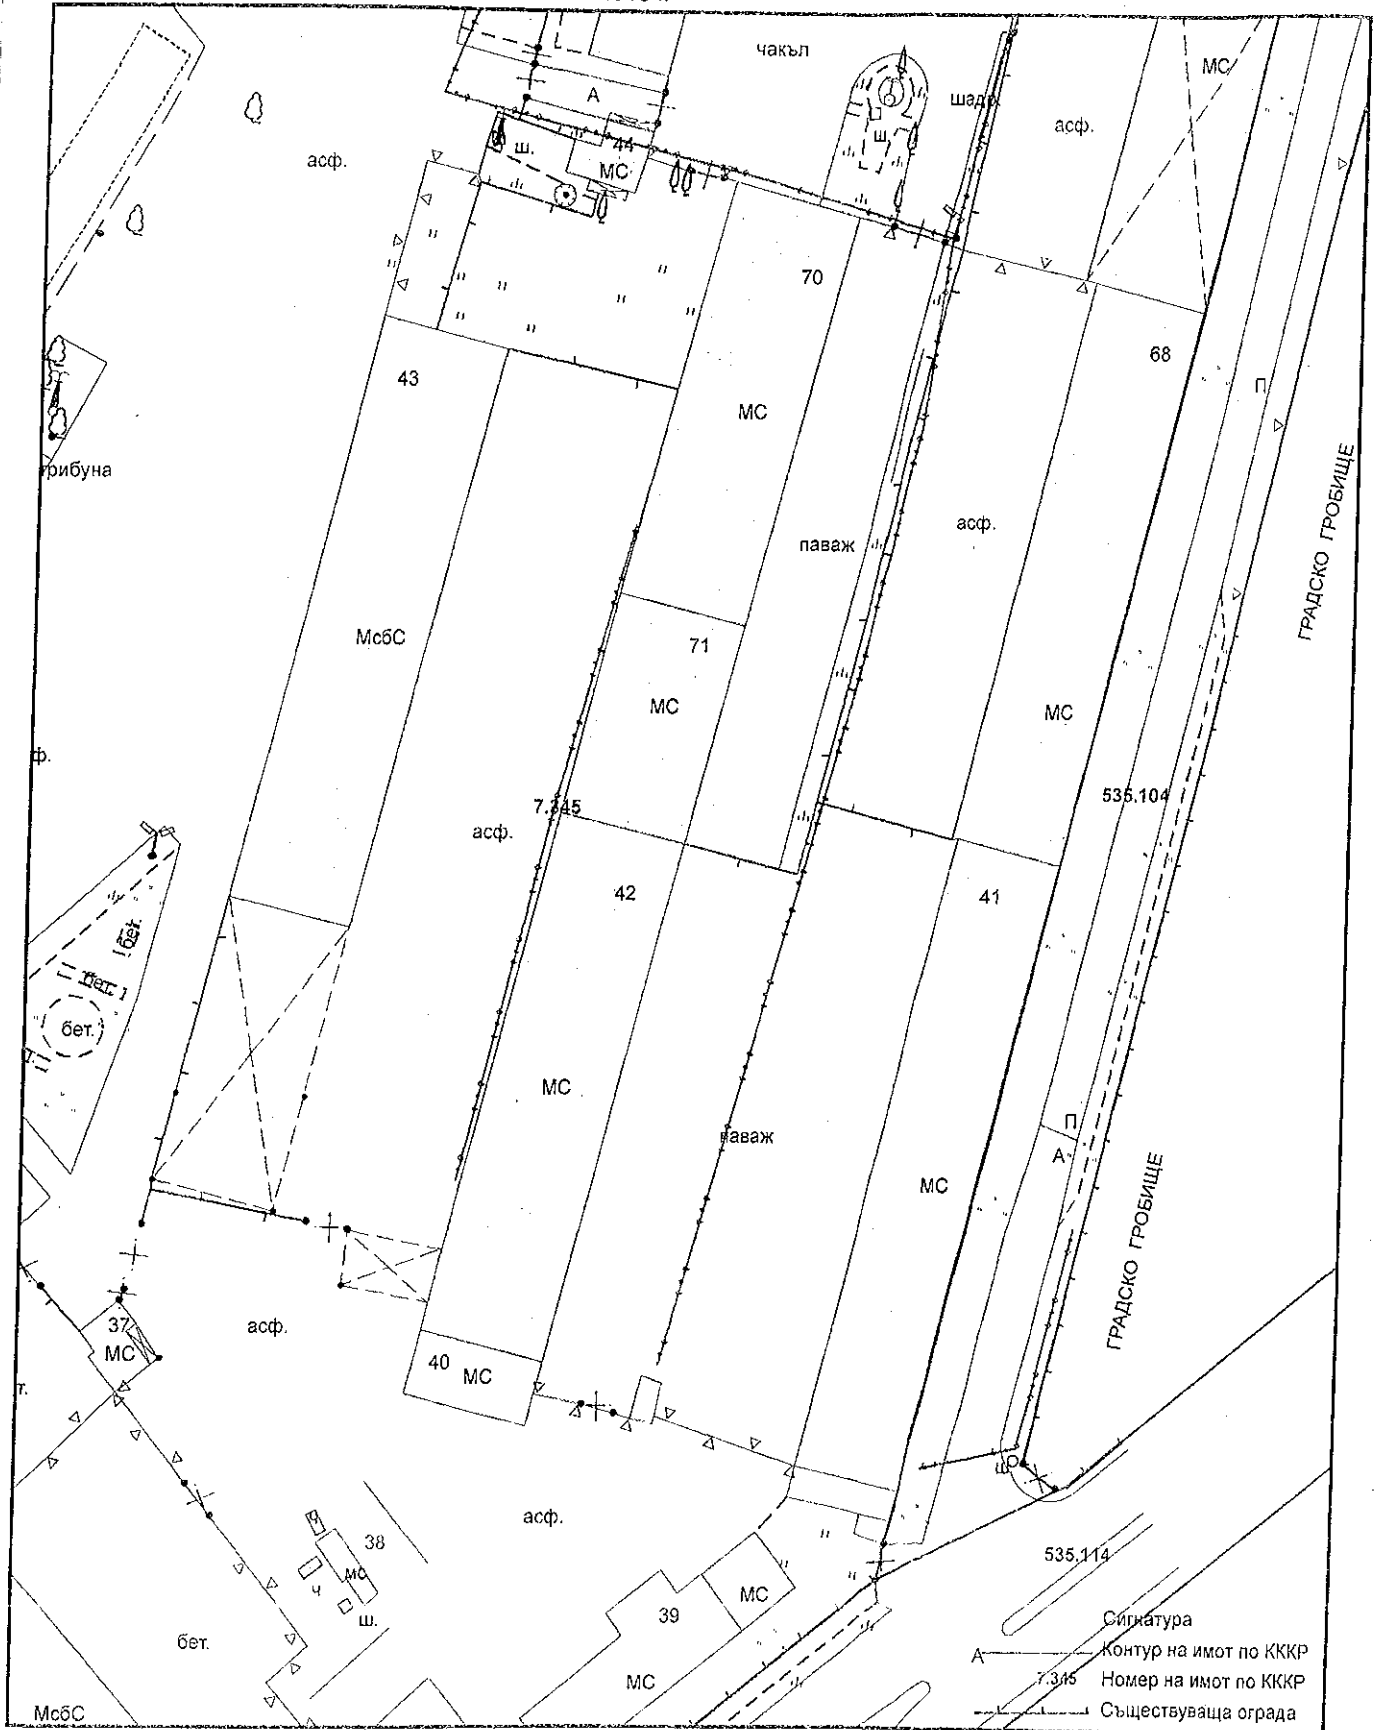 чакъл
МС
А
шадр.
асф.
ш.
44
МС
ш.
асф.
70
43
68
П
МС
трибуна
асф.
паваж
ГРАДСКО ГРОБИЩЕ
МсбС
71
МС
МС
ф.
7.345
асф.
535.104
42
41
бет.
бет.
бет.
МС
паваж
П
А
МС
ГРАДСКО ГРОБИЩЕ
37
МС
асф.
40
МС
т.
ш
асф.
38
МС
ч
ш.
535.114
МС
39
бет.
МС
МсбС
Сигнатура
А Контур на имот по КККР
7.345 Номер на имот по КККР
Съществуваща ограда